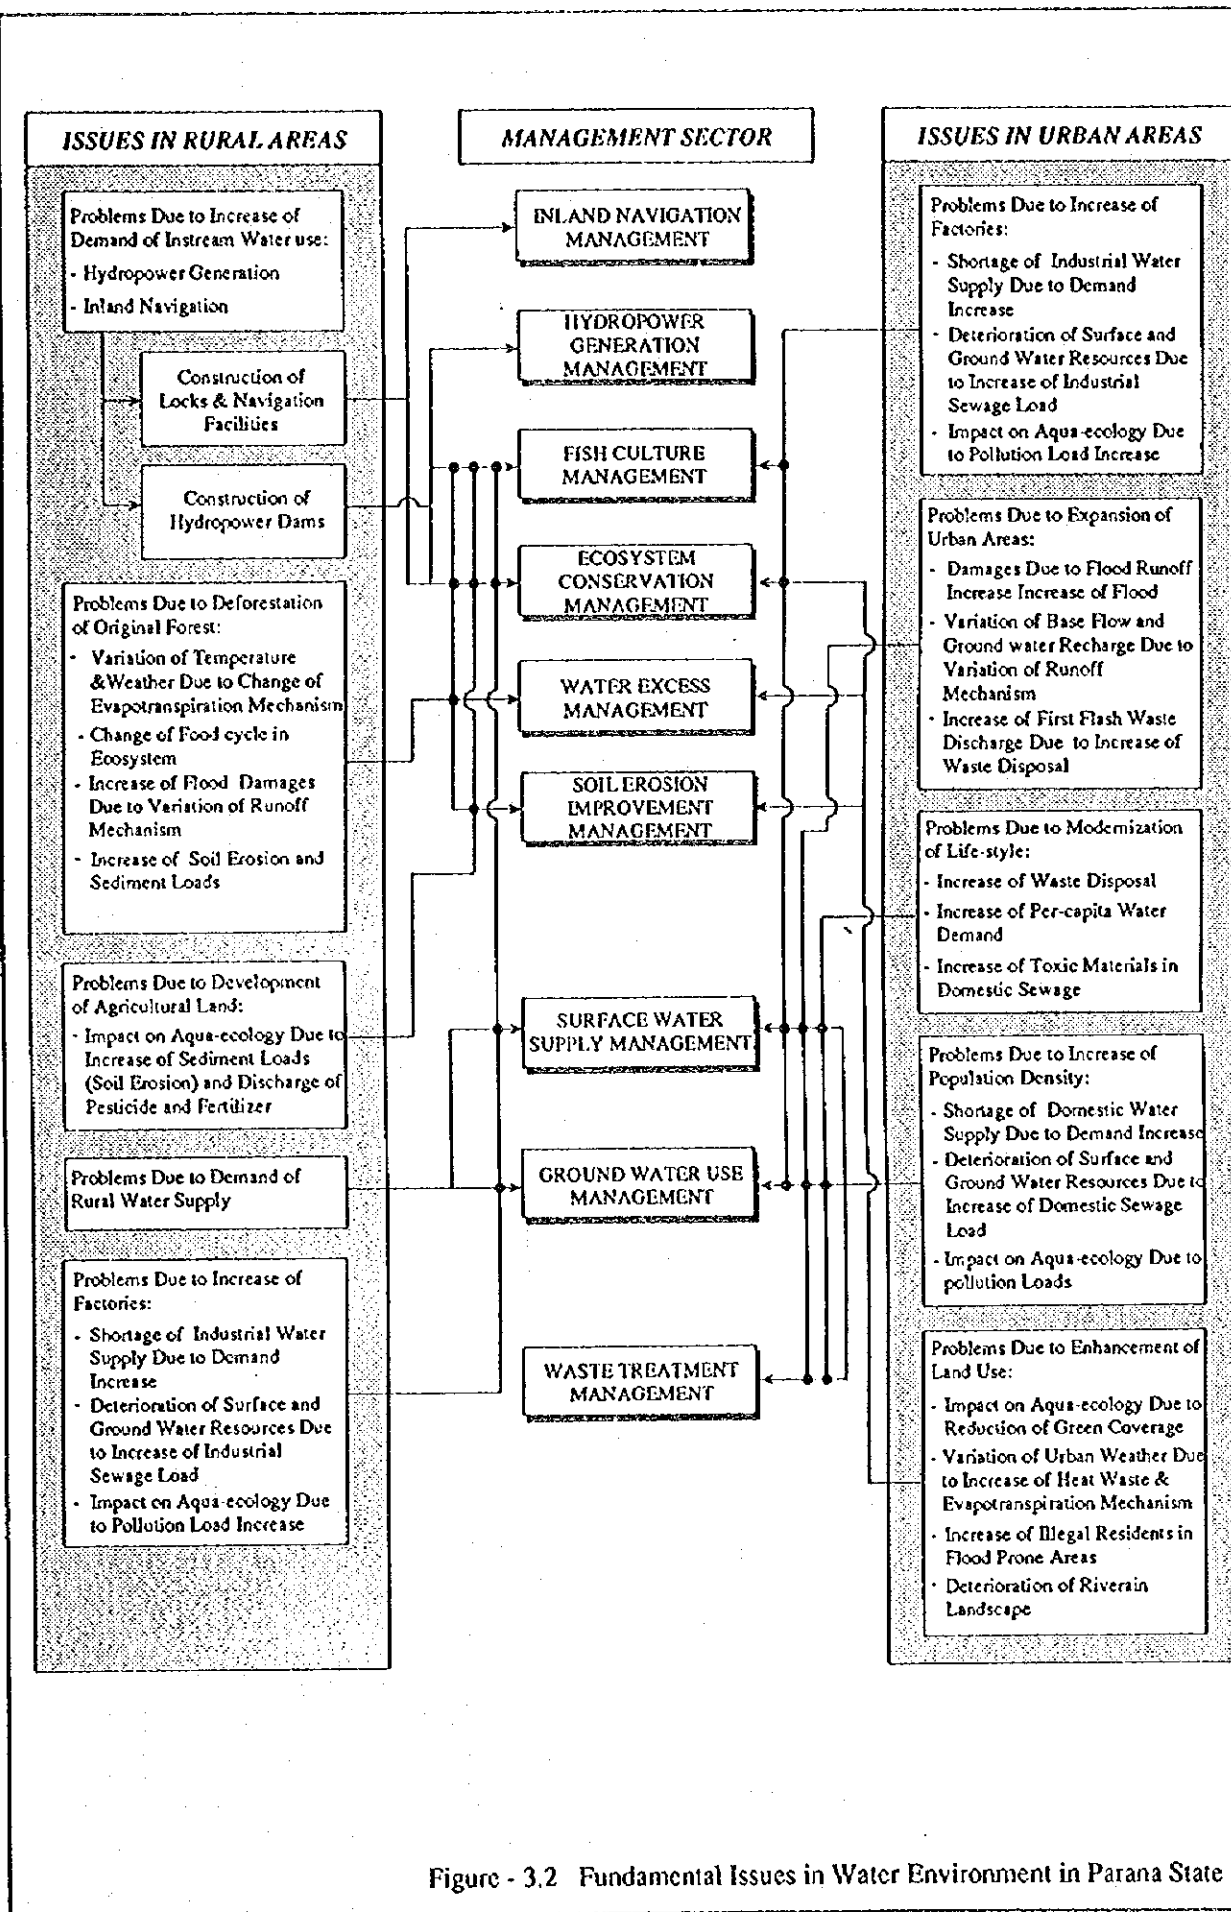 ISSUES IN RURAL AREAS
Problems Due to Increase of
Demand of Instream Water use:
- Hydropower Generation
- Inland Navigation
Construction of
Locks & Navigation
Facilities
Construction of
Hydropower Dams
Problems Due to Deforestation
of Original Forest:
- Variation of Temperature
&Weather Due to Change of
Evapotranspiration Mechanism
- Change of Food cycle in
Ecosystem
- Increase of Flood Damages
Due to Variation of Runoff
Mechanism
- Increase of Soil Erosion and
Sediment Loads
Problems Due to Development
of Agricultural Land:
- Impact on Aqua-ecology Due to
Increase of Sediment Loads
(Soil Erosion) and Discharge of
Pesticide and Fertilizer
Problems Due to Demand of
Rural Water Supply
Problems Due to Increase of
Factories:
- Shortage of Industrial Water
Supply Due to Demand
Increase
- Deterioration of Surface and
Ground Water Resources Due
to Increase of Industrial
Sewage Load
- Impact on Aqua-ecology Due
to Pollution Load Increase
MANAGEMENT SECTOR
INLAND NAVIGATION
MANAGEMENT
HYDROPOWER
GENERATION
MANAGEMENT
FISH CULTURE
MANAGEMENT
ECOSYSTEM
CONSERVATION
MANAGEMENT
WATER EXCESS
MANAGEMENT
SOIL EROSION
IMPROVEMENT
MANAGEMENT
SURFACE WATER
SUPPLY MANAGEMENT
GROUND WATER USE
MANAGEMENT
WASTE TREATMENT
MANAGEMENT
ISSUES IN URBAN AREAS
Problems Due to Increase of
Factories:
- Shortage of Industrial Water
Supply Due to Demand
Increase
- Deterioration of Surface and
Ground Water Resources Due
to Increase of Industrial
Sewage Load
- Impact on Aqua-ecology Due
to Pollution Load Increase
Problems Due to Expansion of
Urban Areas:
- Damages Due to Flood Runoff
Increase Increase of Flood
- Variation of Base Flow and
Ground water Recharge Due to
Variation of Runoff
Mechanism
- Increase of First Flash Waste
Discharge Due to Increase of
Waste Disposal
Problems Due to Modernization
of Life-style:
- Increase of Waste Disposal
- Increase of Per-capita Water
Demand
- Increase of Toxic Materials in
Domestic Sewage
Problems Due to Increase of
Population Density:
- Shortage of Domestic Water
Supply Due to Demand Increase
- Deterioration of Surface and
Ground Water Resources Due to
Increase of Domestic Sewage
Load
- Impact on Aqua-ecology Due to
pollution Loads
Problems Due to Enhancement of
Land Use:
- Impact on Aqua-ecology Due to
Reduction of Green Coverage
- Variation of Urban Weather Due
to Increase of Heat Waste &
Evapotranspiration Mechanism
- Increase of Illegal Residents in
Flood Prone Areas
- Deterioration of Riverain
Landscape
Figure - 3.2 Fundamental Issues in Water Environment in Parana State